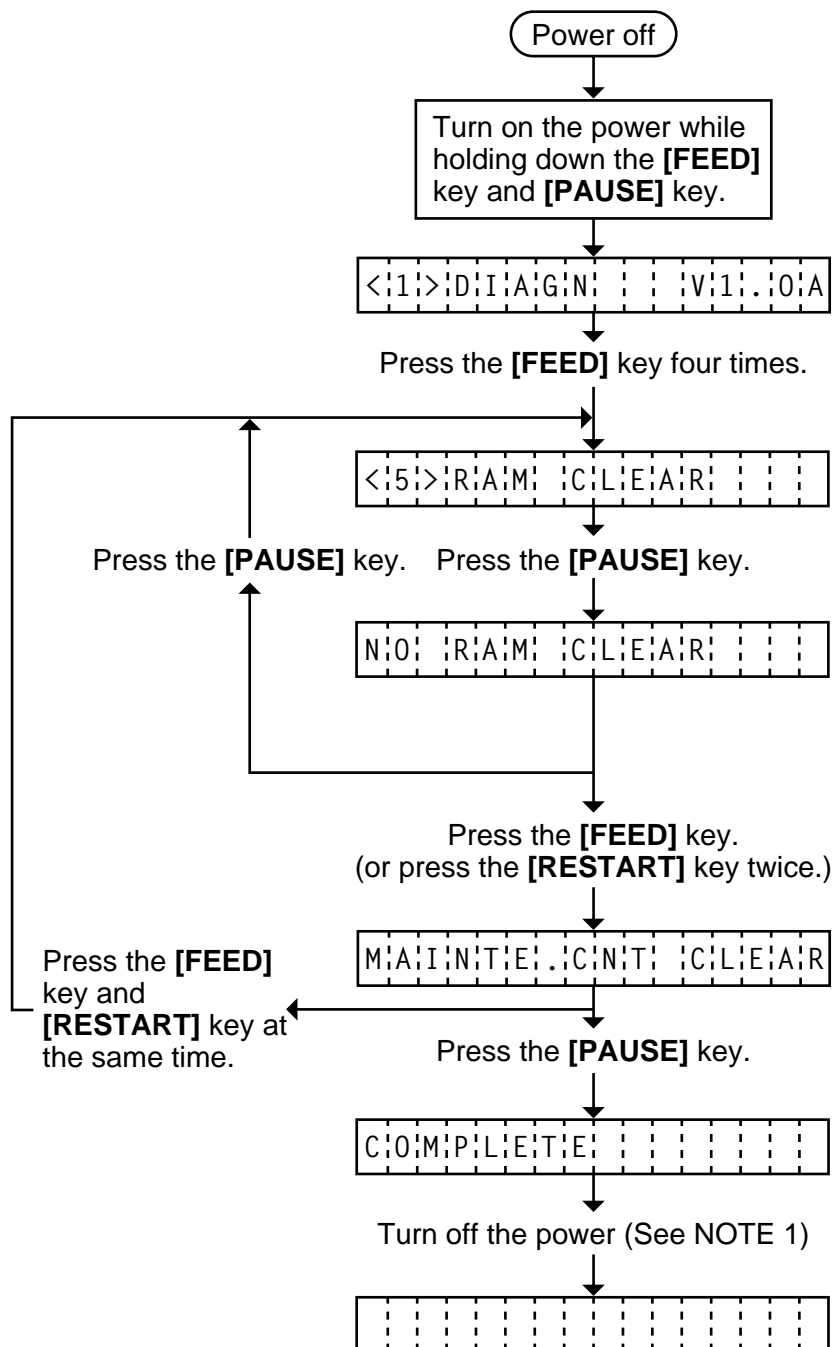 Power off
Turn on the power while
holding down the [FEED]
key and [PAUSE] key.
<1>DIAGN   V1.0A
Press the [FEED] key four times.
<5>RAM CLEAR
Press the [PAUSE] key.
Press the [PAUSE] key.
NO RAM CLEAR
Press the [FEED] key.
(or press the [RESTART] key twice.)
MAINTE.CNT CLEAR
Press the [FEED]
key and
[RESTART] key at
the same time.
Press the [PAUSE] key.
COMPLETE
Turn off the power (See NOTE 1)